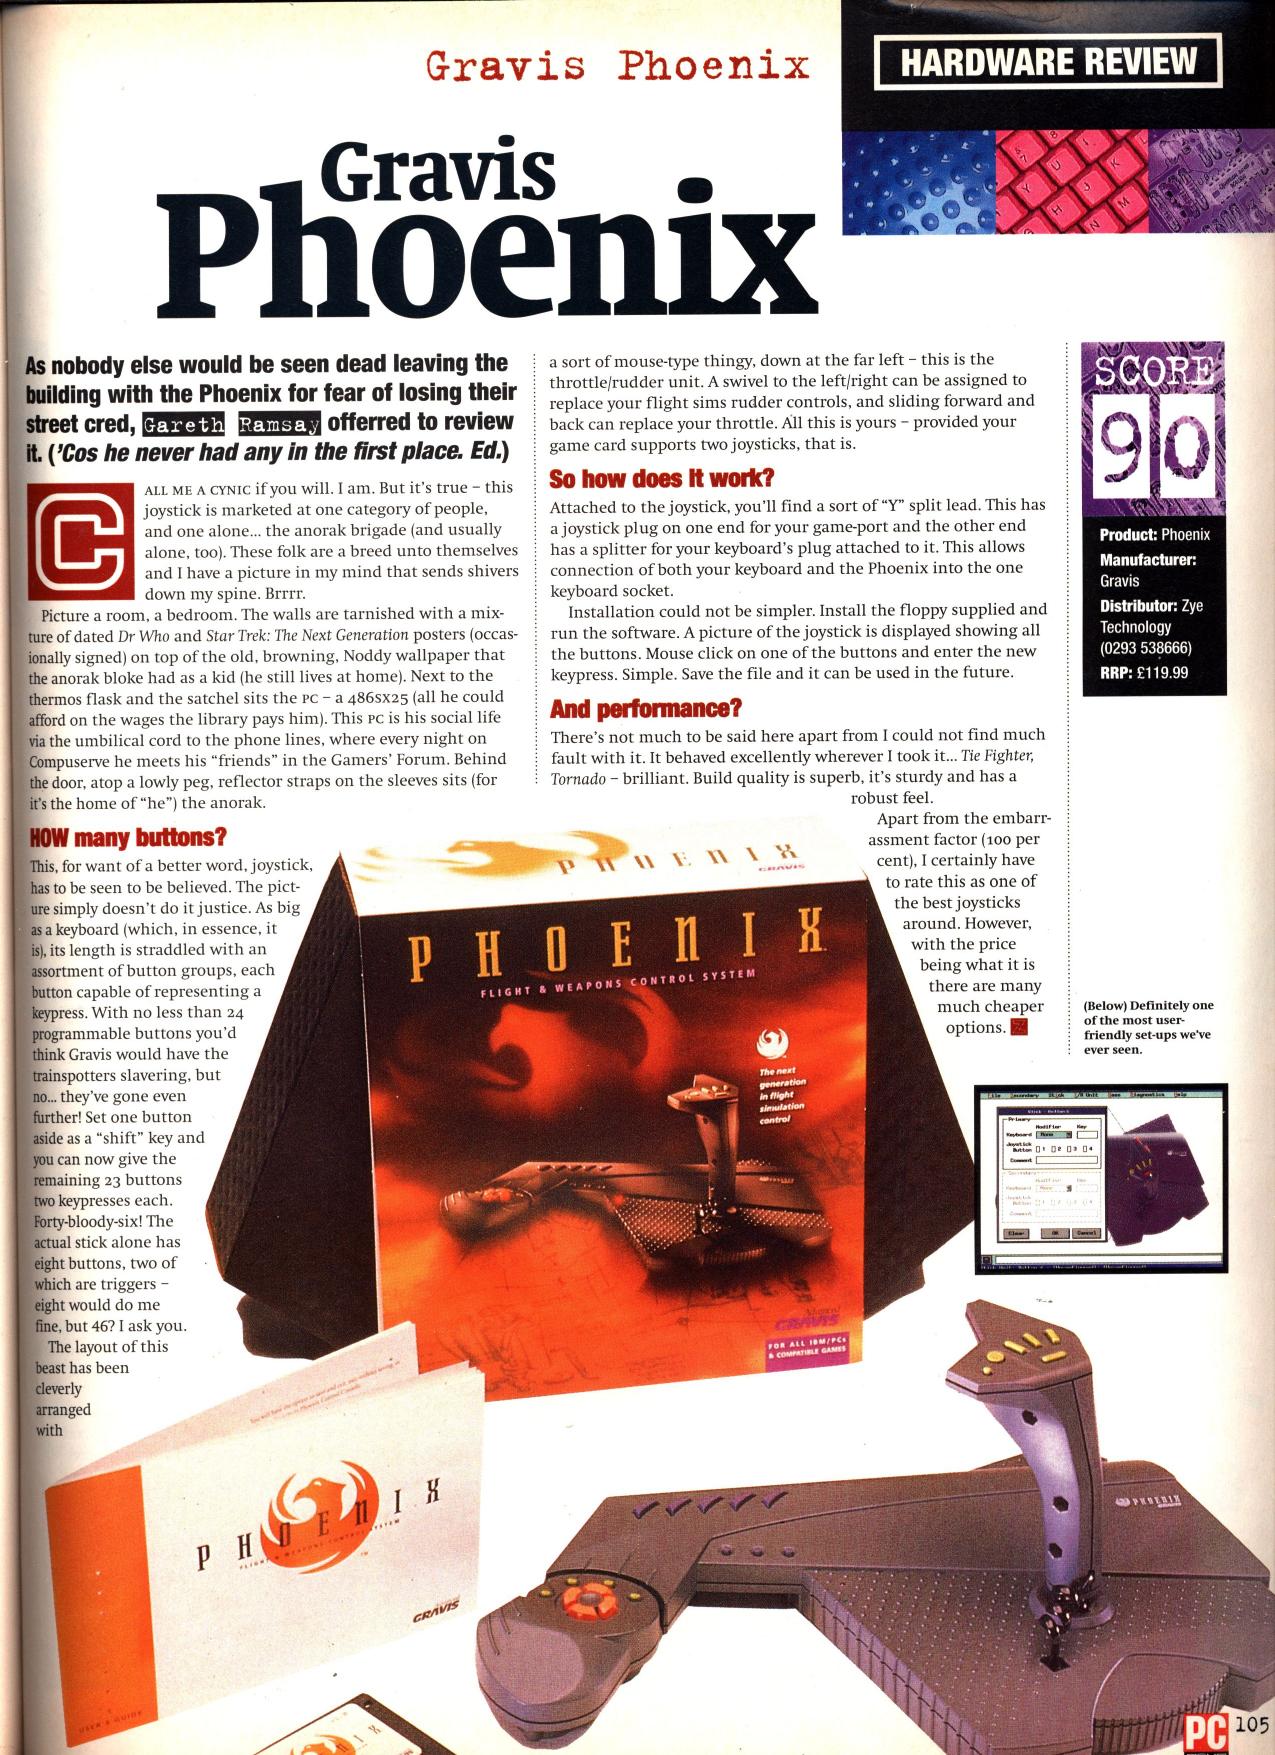 Gravis Phoenix
HARDWARE REVIEW
Gravis
Phoenix
As nobody else would be seen dead leaving the
building with the Phoenix for fear of losing their
street cred, Gareth Ramsay offerred to review
it. ('Cos he never had any in the first place. Ed.)
CALL ME A CYNIC if you will. I am. But it's true – this
joystick is marketed at one category of people,
and one alone... the anorak brigade (and usually
alone, too). These folk are a breed unto themselves
and I have a picture in my mind that sends shivers
down my spine. Brrrr.
Picture a room, a bedroom. The walls are tarnished with a mix-
ture of dated Dr Who and Star Trek: The Next Generation posters (occas-
ionally signed) on top of the old, browning, Noddy wallpaper that
the anorak bloke had as a kid (he still lives at home). Next to the
thermos flask and the satchel sits the PC – a 486SX25 (all he could
afford on the wages the library pays him). This PC is his social life
via the umbilical cord to the phone lines, where every night on
Compuserve he meets his "friends" in the Gamers' Forum. Behind
the door, atop a lowly peg, reflector straps on the sleeves sits (for
it's the home of "he") the anorak.
HOW many buttons?
This, for want of a better word, joystick,
has to be seen to be believed. The pict-
ure simply doesn't do it justice. As big
as a keyboard (which, in essence, it
is), its length is straddled with an
assortment of button groups, each
button capable of representing a
keypress. With no less than 24
programmable buttons you'd
think Gravis would have the
trainspotters slavering, but
no... they've gone even
further! Set one button
aside as a "shift" key and
you can now give the
remaining 23 buttons
two keypresses each.
Forty-bloody-six! The
actual stick alone has
eight buttons, two of
which are triggers –
eight would do me
fine, but 46? I ask you.
The layout of this
beast has been
cleverly
arranged
with
a sort of mouse-type thingy, down at the far left – this is the
throttle/rudder unit. A swivel to the left/right can be assigned to
replace your flight sims rudder controls, and sliding forward and
back can replace your throttle. All this is yours – provided your
game card supports two joysticks, that is.
So how does it work?
Attached to the joystick, you'll find a sort of "Y" split lead. This has
a joystick plug on one end for your game-port and the other end
has a splitter for your keyboard's plug attached to it. This allows
connection of both your keyboard and the Phoenix into the one
keyboard socket.
Installation could not be simpler. Install the floppy supplied and
run the software. A picture of the joystick is displayed showing all
the buttons. Mouse click on one of the buttons and enter the new
keypress. Simple. Save the file and it can be used in the future.
And performance?
There's not much to be said here apart from I could not find much
fault with it. It behaved excellently wherever I took it... Tie Fighter,
Tornado – brilliant. Build quality is superb, it's sturdy and has a
robust feel.
Apart from the embarr-
assment factor (100 per
cent), I certainly have
to rate this as one of
the best joysticks
around. However,
with the price
being what it is
there are many
much cheaper
options.
SCORE
90
Product: Phoenix
Manufacturer:
Gravis
Distributor: Zye
Technology
(0293 538666)
RRP: £119.99
(Below) Definitely one
of the most user-
friendly set-ups we've
ever seen.
PHOENIX
GRAVIS
PHOENIX
FLIGHT & WEAPONS CONTROL SYSTEM
The next
generation
in flight
simulation
control
Advanced
GRAVIS
FOR ALL IBM/PCs
& COMPATIBLE GAMES
File Secondary Stick Diagnostics Help
Stick - Buttons
Primary
Modifier Key
Keyboard None
Joystick
Button 1 2 3 4
Comment
Secondary
Clear OK Cancel
PHOENIX
FLIGHT & WEAPONS CONTROL SYSTEM
GRAVIS
USER'S GUIDE
PHOENIX
PC 105